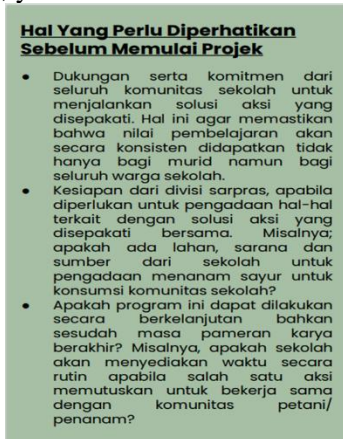 Hal Yang Perlu Diperhatikan
Sebelum Memulai Projek
● Dukungan serta komitmen dari
seluruh komunitas sekolah untuk
menjalankan solusi aksi yang
disepakati. Hal ini agar memastikan
bahwa nilai pembelajaran akan
secara konsisten didapatkan tidak
hanya bagi murid namun bagi
seluruh warga sekolah.
● Kesiapan dari divisi sarpras, apabila
diperlukan untuk pengadaan hal-hal
terkait dengan solusi aksi yang
disepakati bersama. Misalnya;
apakah ada lahan, sarana dan
sumber dari sekolah untuk
pengadaan menanam sayur untuk
konsumsi komunitas sekolah?
● Apakah program ini dapat dilakukan
secara berkelanjutan bahkan
sesudah masa pameran karya
berakhir? Misalnya, apakah sekolah
akan menyediakan waktu secara
rutin apabila salah satu aksi
memutuskan untuk bekerja sama
dengan komunitas petani/
penanam?